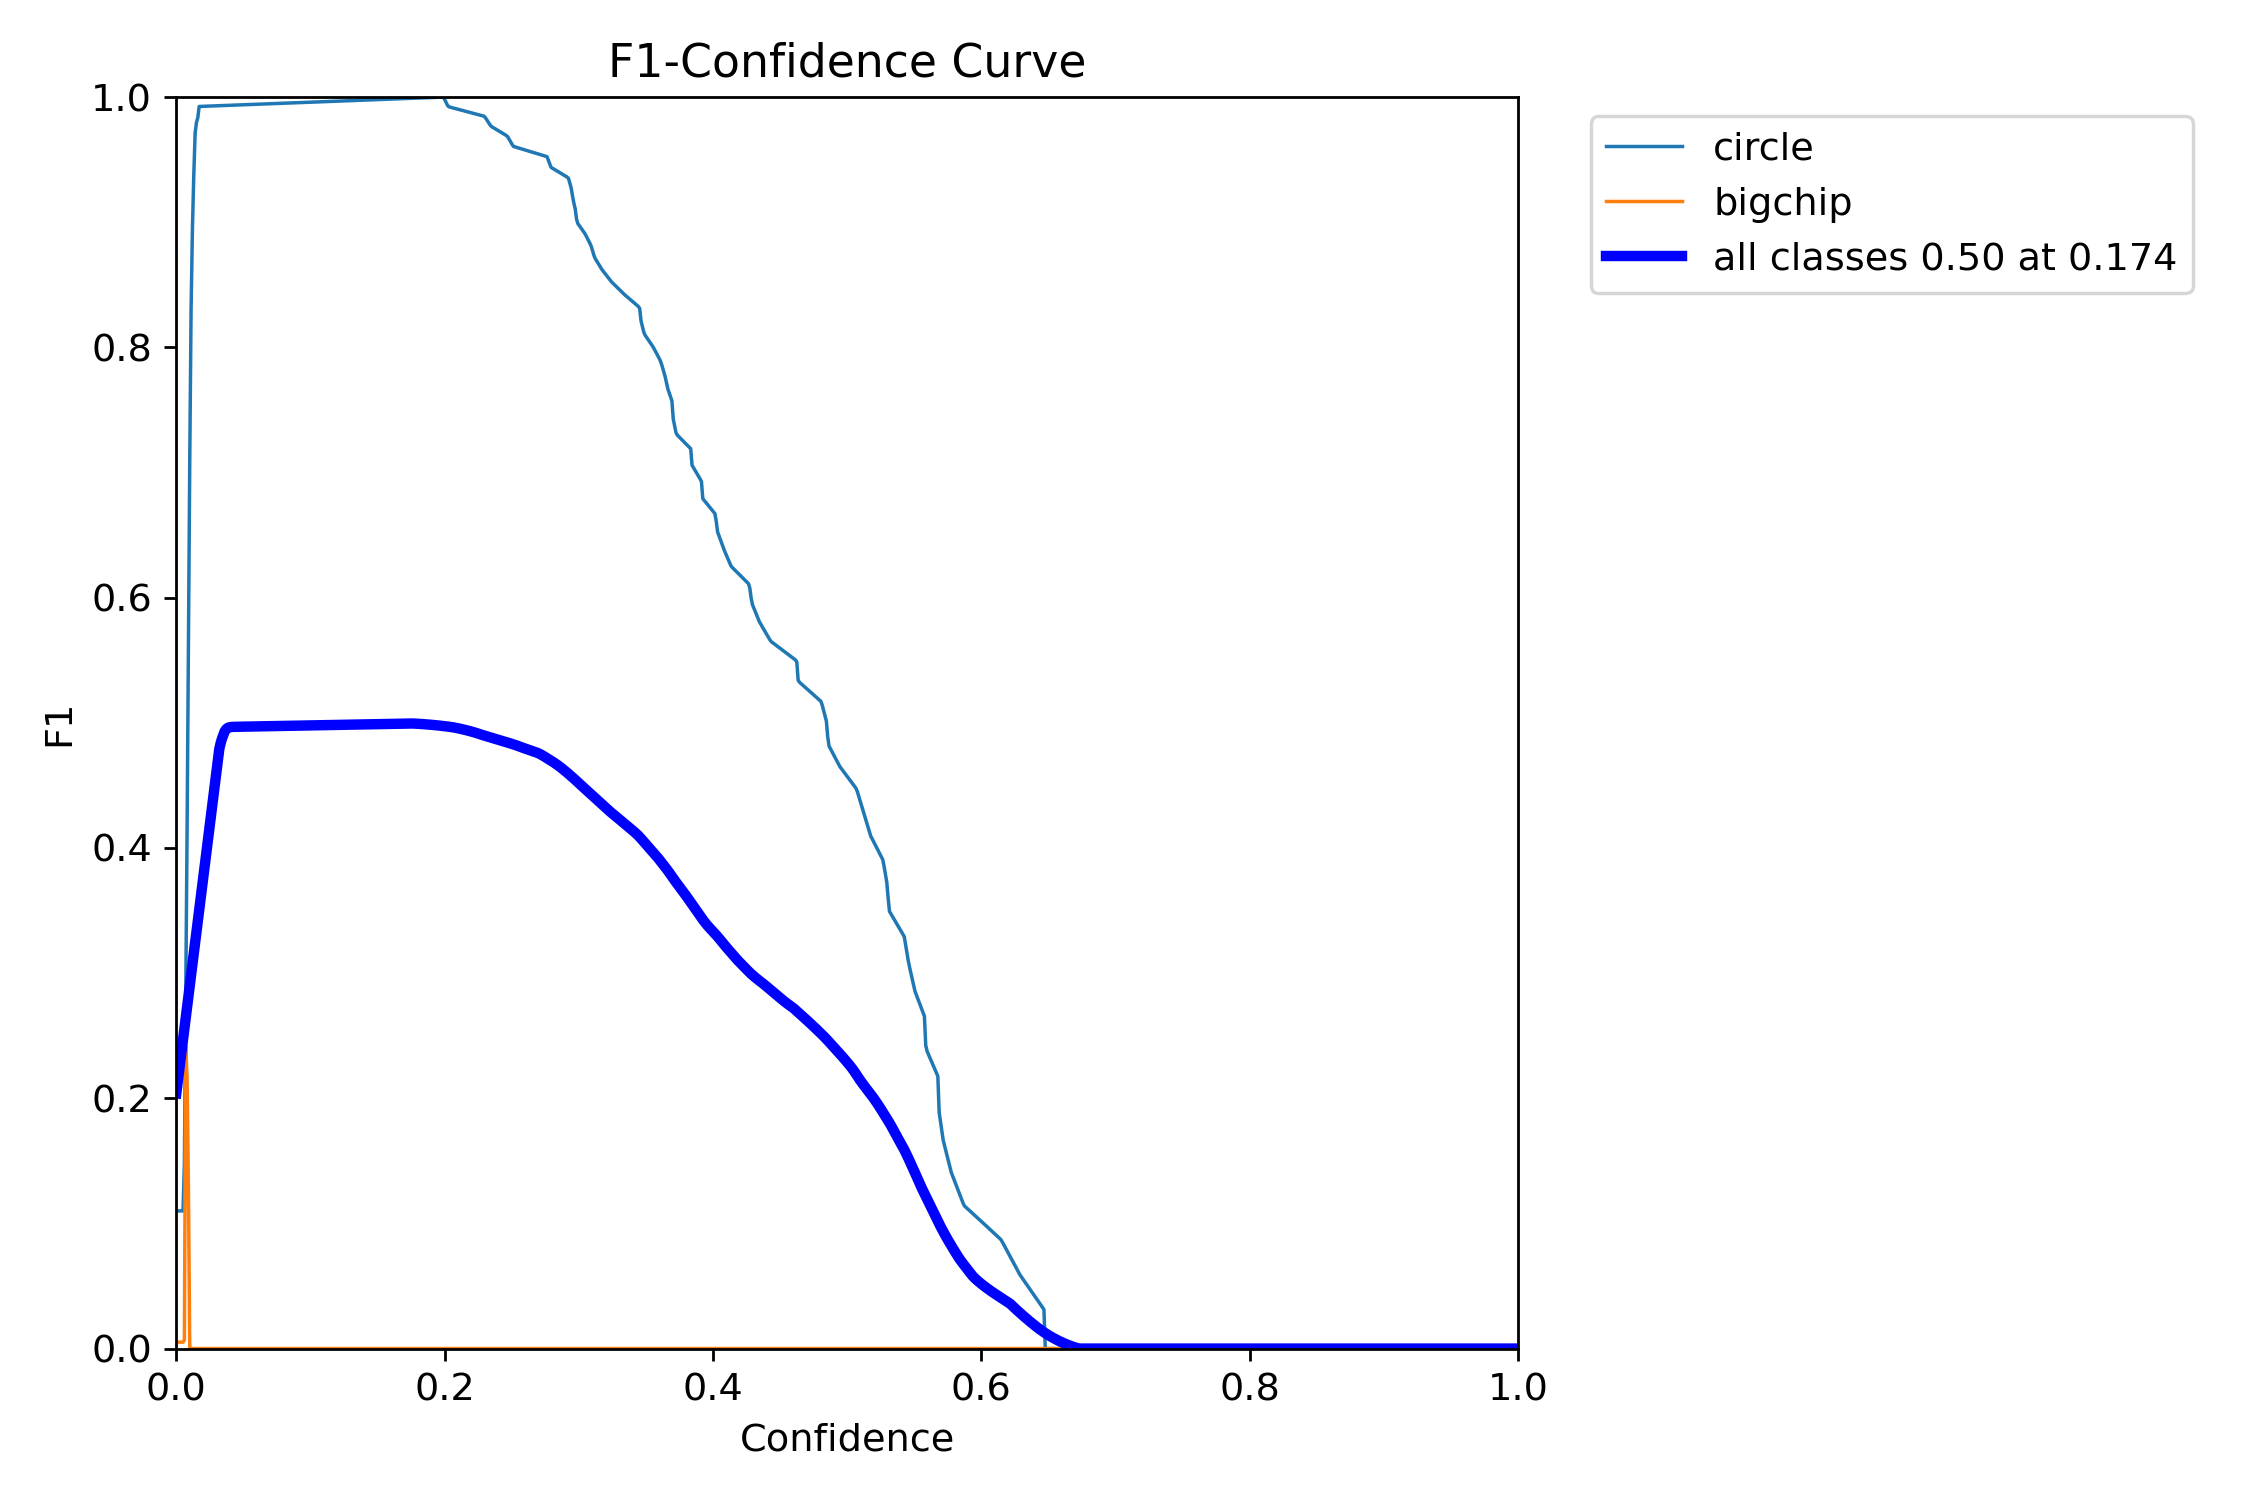 F1-Confidence Curve
1.0
0.8
0.6
0.4
0.2
0.0
F1
0.0 0.2 0.4 0.6 0.8 1.0
Confidence
circle
bigchip
all classes 0.50 at 0.174